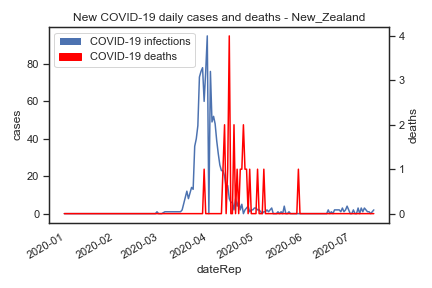 New COVID-19 daily cases and deaths - New_Zealand
COVID-19 infections
COVID-19 deaths
80
60
40
20
0
cases
4
3
2
1
0
deaths
2020-01
2020-02
2020-03
2020-04
2020-05
2020-06
2020-07
dateRep